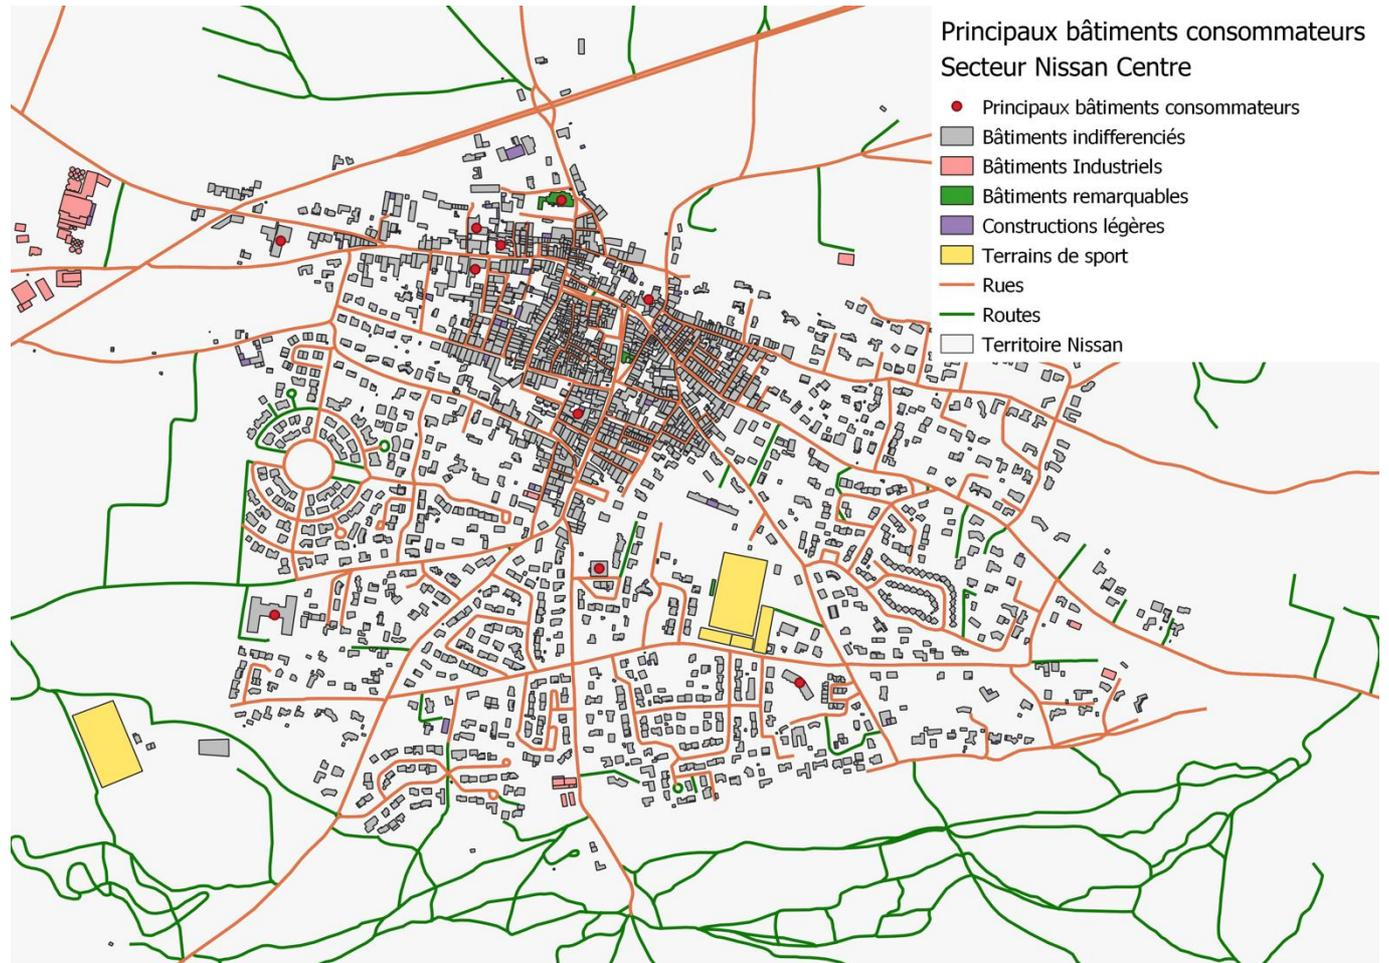 Principaux bâtiments consommateurs
Secteur Nissan Centre
Principaux bâtiments consommateurs
Bâtiments indifferenciés
Bâtiments Industriels
Bâtiments remarquables
Constructions légères
Terrains de sport
Rues
Routes
Territoire Nissan